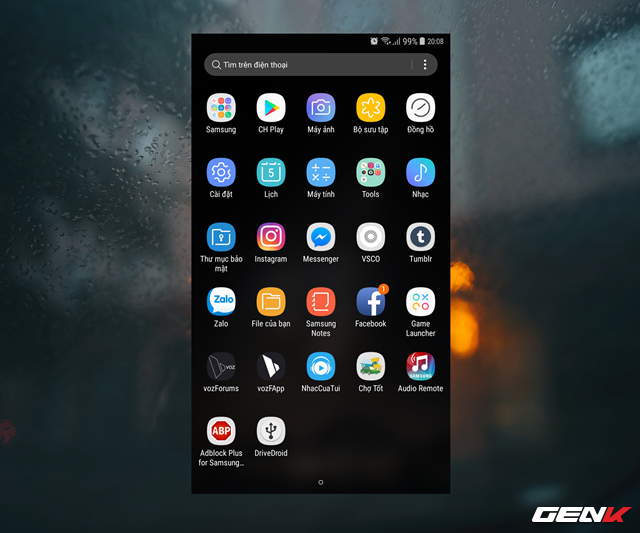 99% 20:08
Tìm trên điện thoại
Samsung
CH Play
Máy ảnh
Bộ sưu tập
Đồng hồ
5
Cài đặt
Lịch
Máy tính
Tools
Nhạc
Thư mục bảo
mật
Instagram
Messenger
VSCO
Tumblr
Zalo
1
Zalo
File của bạn
Samsung
Notes
Facebook
Game
Launcher
VOZ
SAMSUNG
vozForums
vozFApp
NhacCuaTui
Chợ Tốt
Audio Remote
ABP
Adblock Plus
for Samsung...
DriveDroid
GENK